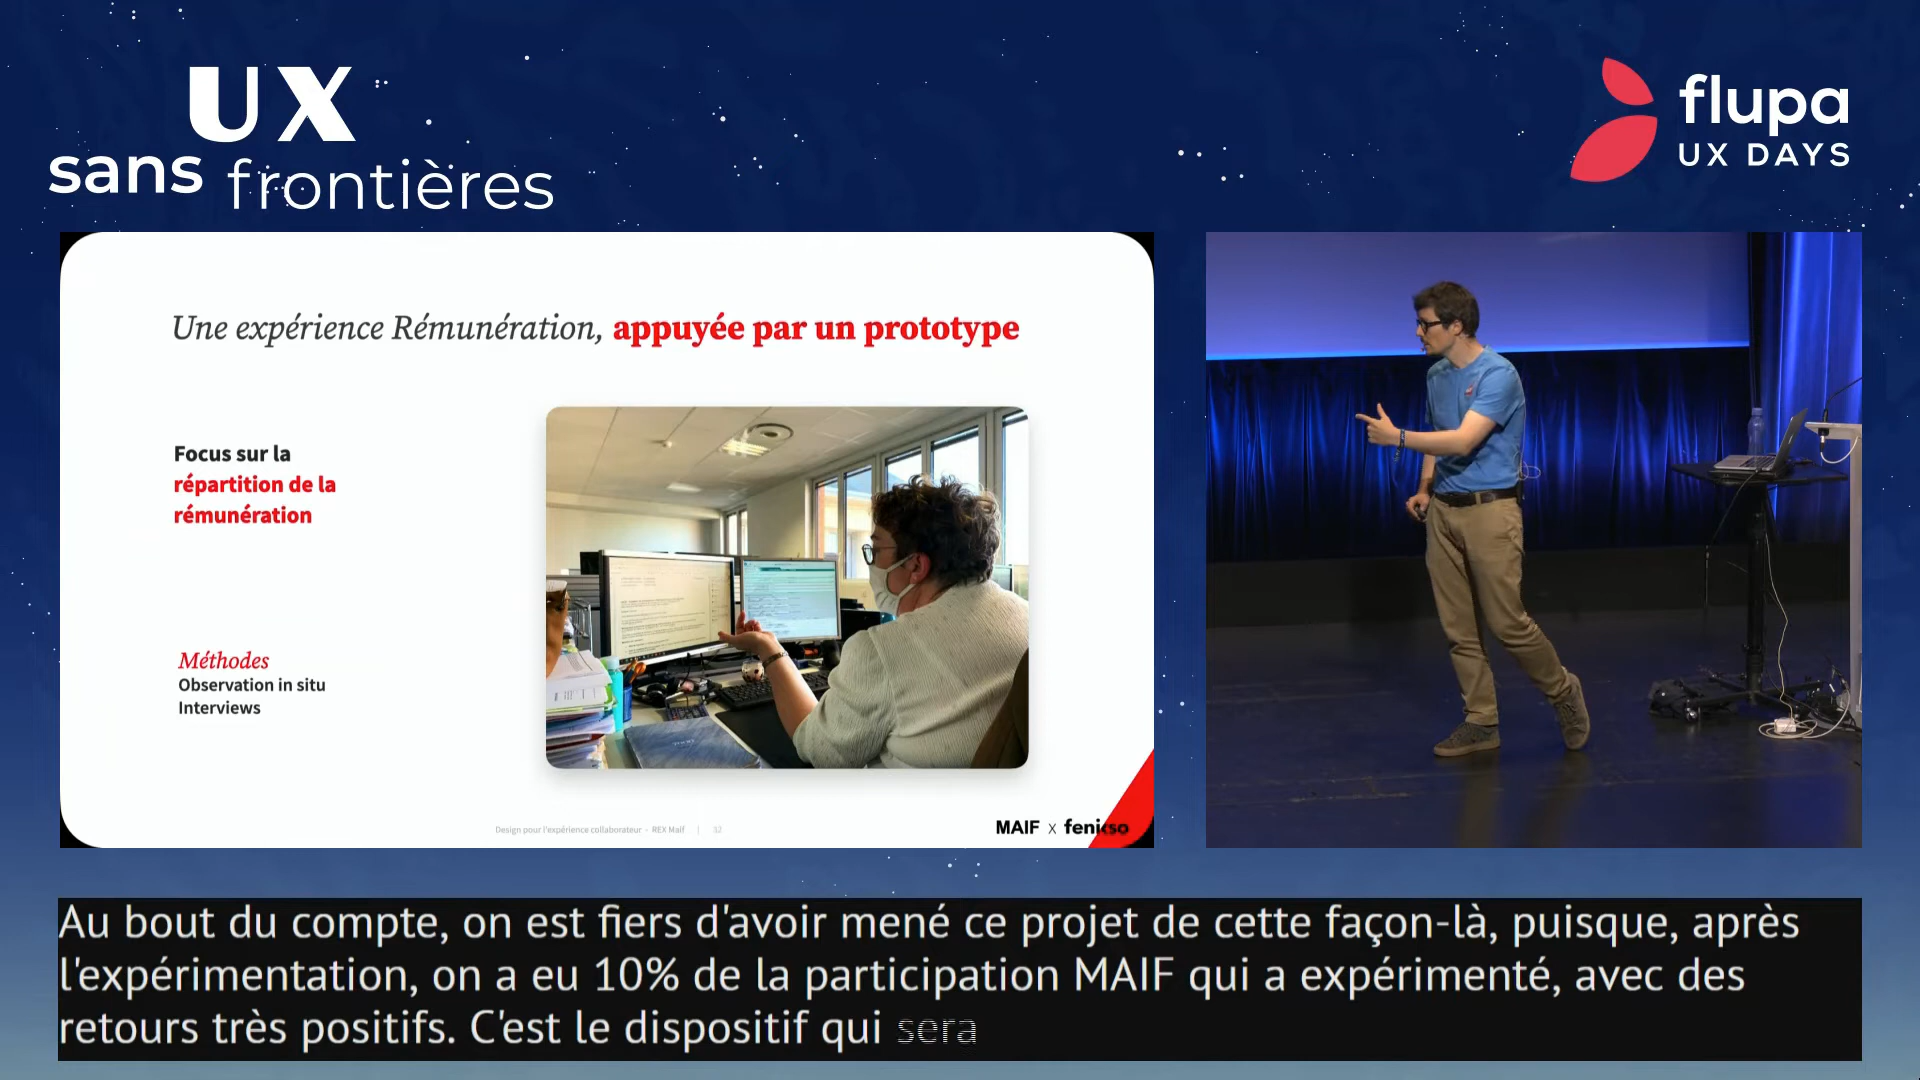 UX
sans frontières
flupa
UX DAYS
Une expérience Rémunération, appuyée par un prototype
Focus sur la
répartition de la
rémunération
Méthodes
Observation in situ
Interviews
Design pour l'expérience collaborateur - REX Maif | 32
MAIF x fenixso
Au bout du compte, on est fiers d'avoir mené ce projet de cette façon-là, puisque, après
l'expérimentation, on a eu 10% de la participation MAIF qui a expérimenté, avec des
retours très positifs. C'est le dispositif qui sera